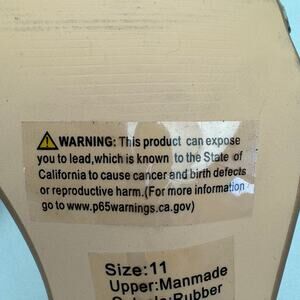 WARNING: This product can expose
you to lead,which is known to the State of
California to cause cancer and birth defects
or reproductive harm.(For more information
go to www.p65warnings.ca.gov)
Size:11
Upper:Manmade
Outsole:Rubber